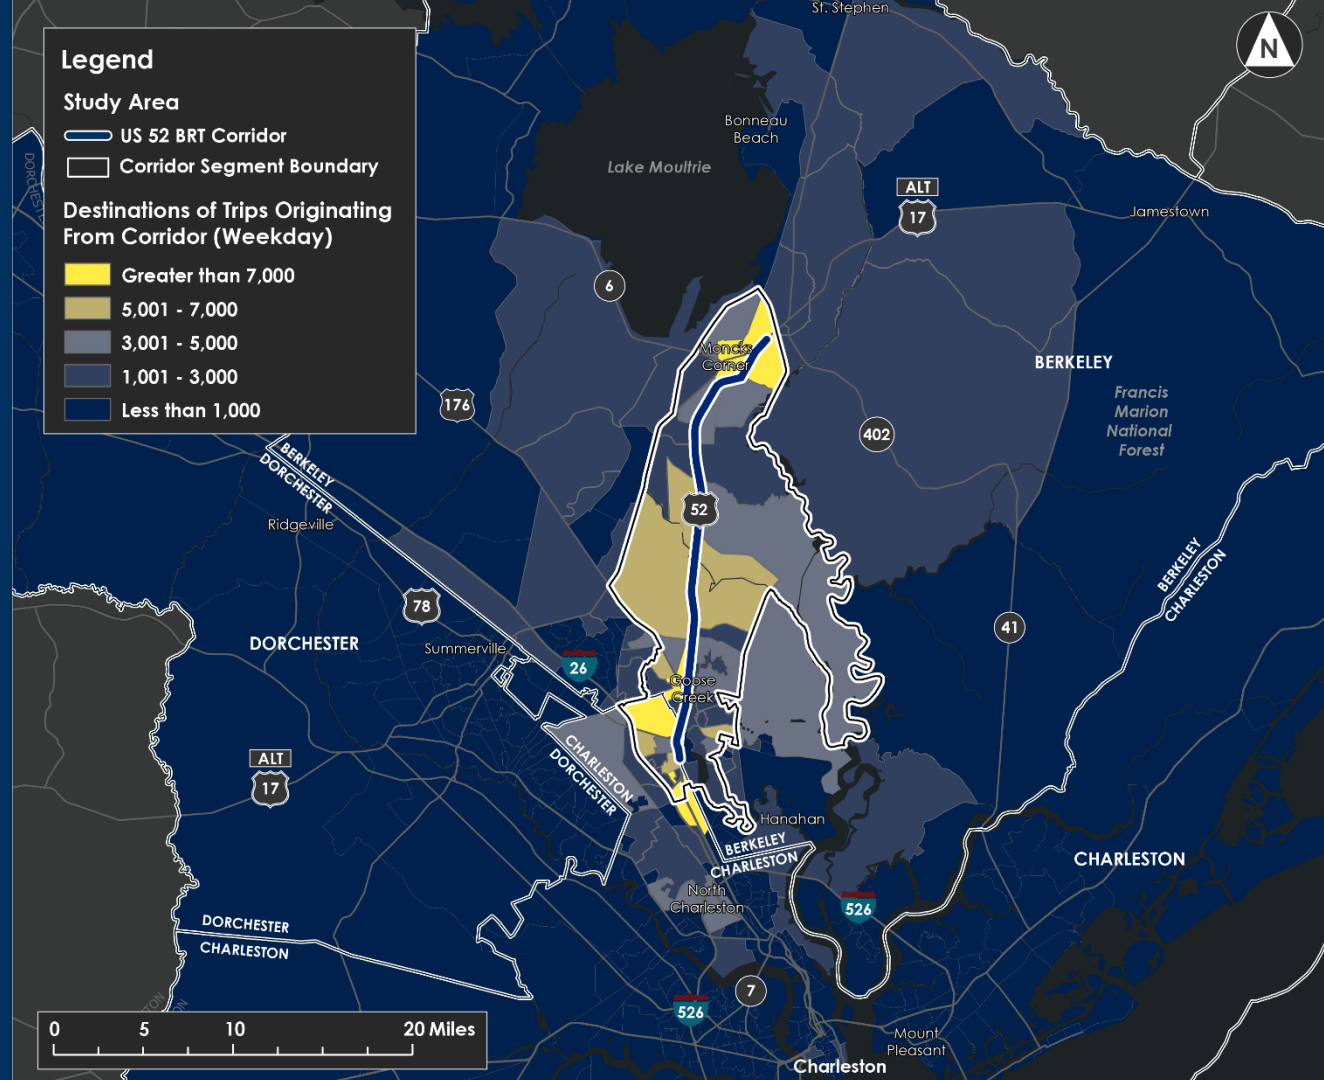 St. Stephen
N
Legend
Study Area
US 52 BRT Corridor
Corridor Segment Boundary
Destinations of Trips Originating
From Corridor (Weekday)
Greater than 7,000
5,001 - 7,000
3,001 - 5,000
1,001 - 3,000
Less than 1,000
Bonneau
Beach
Lake Moultrie
ALT
17
Jamestown
6
Moncks
Corner
BERKELEY
Francis
Marion
National
Forest
176
402
BERKELEY
DORCHESTER
Ridgeville
52
BERKELEY
CHARLESTON
78
41
DORCHESTER
Summerville
26
Goose
Creek
ALT
17
CHARLESTON
DORCHESTER
Hanahan
BERKELEY
CHARLESTON
CHARLESTON
North
Charleston
526
DORCHESTER
CHARLESTON
7
526
0 5 10 20 Miles
Mount
Pleasant
Charleston